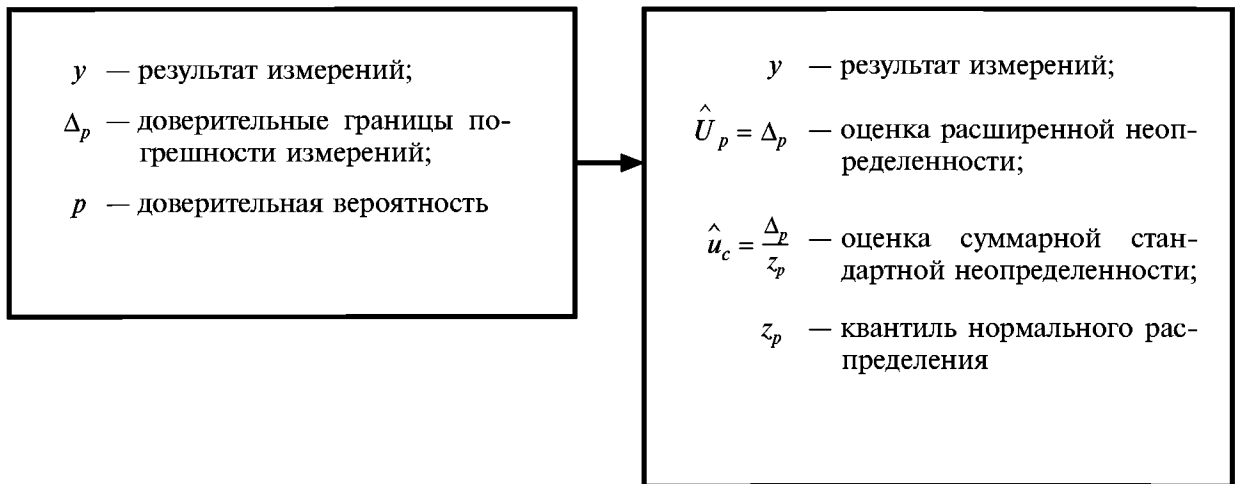 y — результат измерений;
Δp — доверительные границы по-
грешности измерений;
p — доверительная вероятность
y — результат измерений;
Û_p = Δ_p — оценка расширенной неоп-
ределенности;
û_c = Δ_p / z_p — оценка суммарной стан-
дартной неопределенности;
z_p — квантиль нормального рас-
пределения